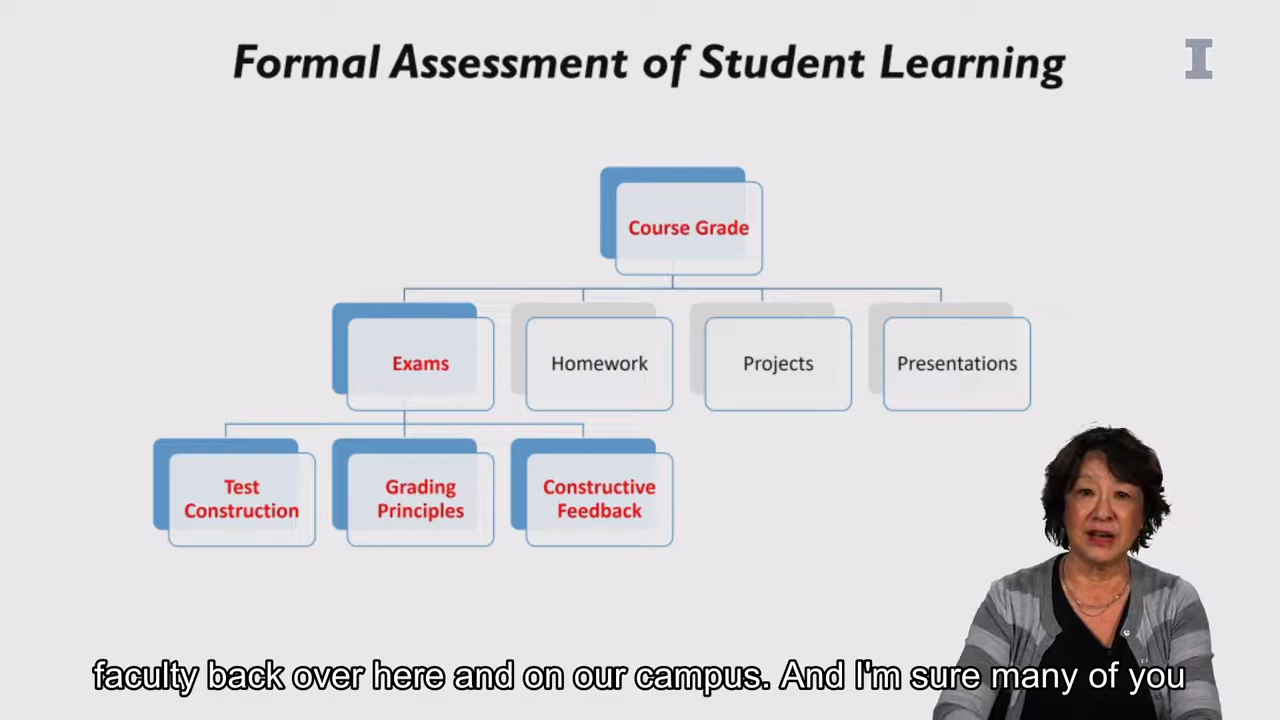 Formal Assessment of Student Learning
I
Course Grade
Exams
Homework
Projects
Presentations
Test
Construction
Grading
Principles
Constructive
Feedback
faculty back over here and on our campus. And I'm sure many of you